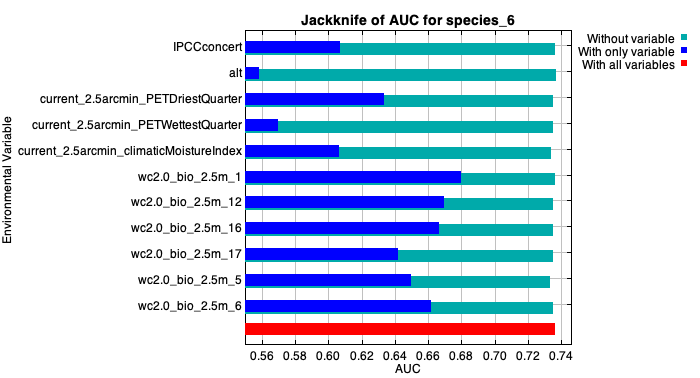 Jackknife of AUC for species_6
Without variable
With only variable
With all variables
Environmental Variable
IPCCconcert
alt
current_2.5arcmin_PETDriestQuarter
current_2.5arcmin_PETWettestQuarter
current_2.5arcmin_climaticMoistureIndex
wc2.0_bio_2.5m_1
wc2.0_bio_2.5m_12
wc2.0_bio_2.5m_16
wc2.0_bio_2.5m_17
wc2.0_bio_2.5m_5
wc2.0_bio_2.5m_6
0.56 0.58 0.60 0.62 0.64 0.66 0.68 0.70 0.72 0.74
AUC